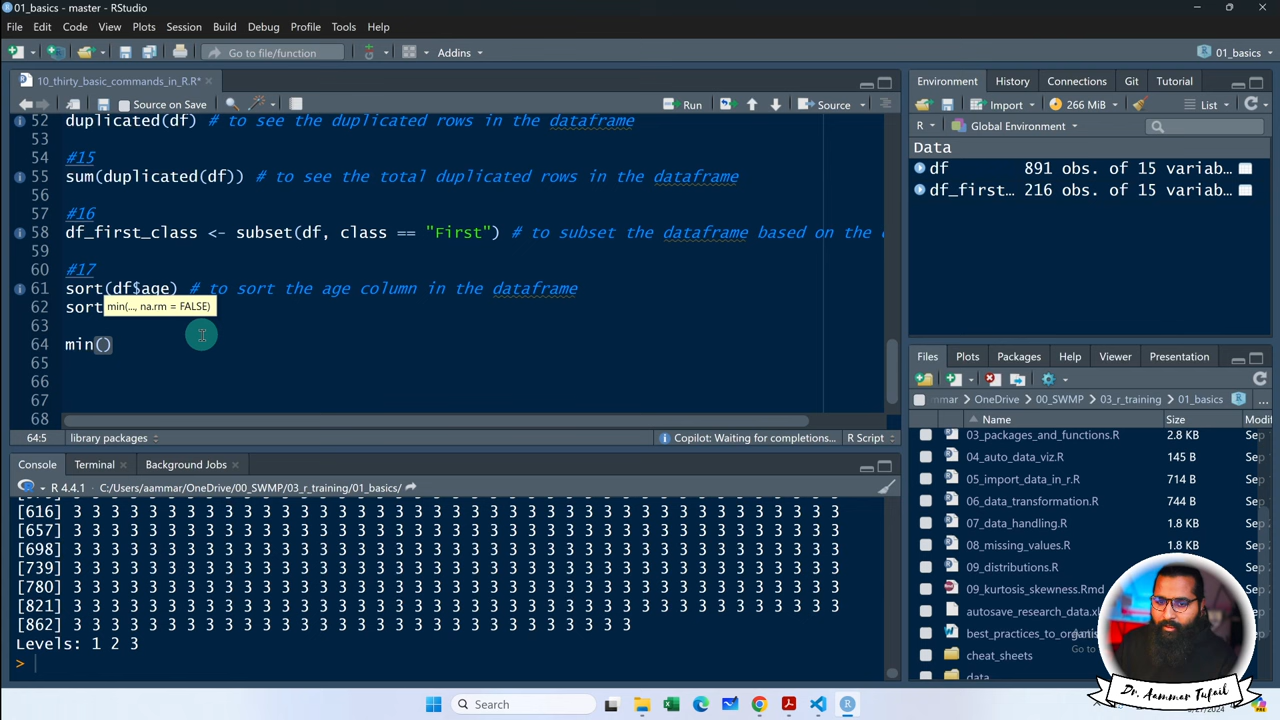 01_basics - master - RStudio
File Edit Code View Plots Session Build Debug Profile Tools Help
Go to file/function Addins 01_basics
10_thirty_basic_commands_in_R.R*
Source on Save Run Source
52 duplicated(df) # to see the duplicated rows in the dataframe
53
54 #15
55 sum(duplicated(df)) # to see the total duplicated rows in the dataframe
56
57 #16
58 df_first_class <- subset(df, class == "First") # to subset the dataframe based on the
59
60 #17
61 sort(df$age) # to sort the age column in the dataframe
62 sort
min(..., na.rm = FALSE)
63
64 min()
65
66
67
68
64:5 library packages Copilot: Waiting for completions... R Script
Console Terminal Background Jobs
R 4.4.1 · C:/Users/aammar/OneDrive/00_SWMP/03_r_training/01_basics/
[616] 3 3 3 3 3 3 3 3 3 3 3 3 3 3 3 3 3 3 3 3 3 3 3 3 3 3 3 3 3 3 3 3 3 3 3 3 3 3 3 3 3
[657] 3 3 3 3 3 3 3 3 3 3 3 3 3 3 3 3 3 3 3 3 3 3 3 3 3 3 3 3 3 3 3 3 3 3 3 3 3 3 3 3 3
[698] 3 3 3 3 3 3 3 3 3 3 3 3 3 3 3 3 3 3 3 3 3 3 3 3 3 3 3 3 3 3 3 3 3 3 3 3 3 3 3 3 3
[739] 3 3 3 3 3 3 3 3 3 3 3 3 3 3 3 3 3 3 3 3 3 3 3 3 3 3 3 3 3 3 3 3 3 3 3 3 3 3 3 3 3
[780] 3 3 3 3 3 3 3 3 3 3 3 3 3 3 3 3 3 3 3 3 3 3 3 3 3 3 3 3 3 3 3 3 3 3 3 3 3 3 3 3 3
[821] 3 3 3 3 3 3 3 3 3 3 3 3 3 3 3 3 3 3 3 3 3 3 3 3 3 3 3 3 3 3 3 3 3 3 3 3 3 3 3 3 3
[862] 3 3 3 3 3 3 3 3 3 3 3 3 3 3 3 3 3 3 3 3 3 3 3 3 3 3 3 3 3 3
Levels: 1 2 3
>
Environment History Connections Git Tutorial
Import 266 MiB List
R Global Environment
Data
df 891 obs. of 15 variab...
df_first... 216 obs. of 15 variab...
Files Plots Packages Help Viewer Presentation
OneDrive 00_SWMP 03_r_training 01_basics ...
Name Size Modif
03_packages_and_functions.R 2.8 KB Sep
04_auto_data_viz.R 145 B Sep
05_import_data_in_r.R 714 B Sep
06_data_transformation.R 744 B Sep
07_data_handling.R 1.8 KB Sep
08_missing_values.R 1.8 KB Sep
09_distributions.R Sep
10_kurtosis_skewness.Rmd
autosave_research_data.xl
best_practices_to_organi
cheat_sheets
data
Dr. Aammar Tufail
Search